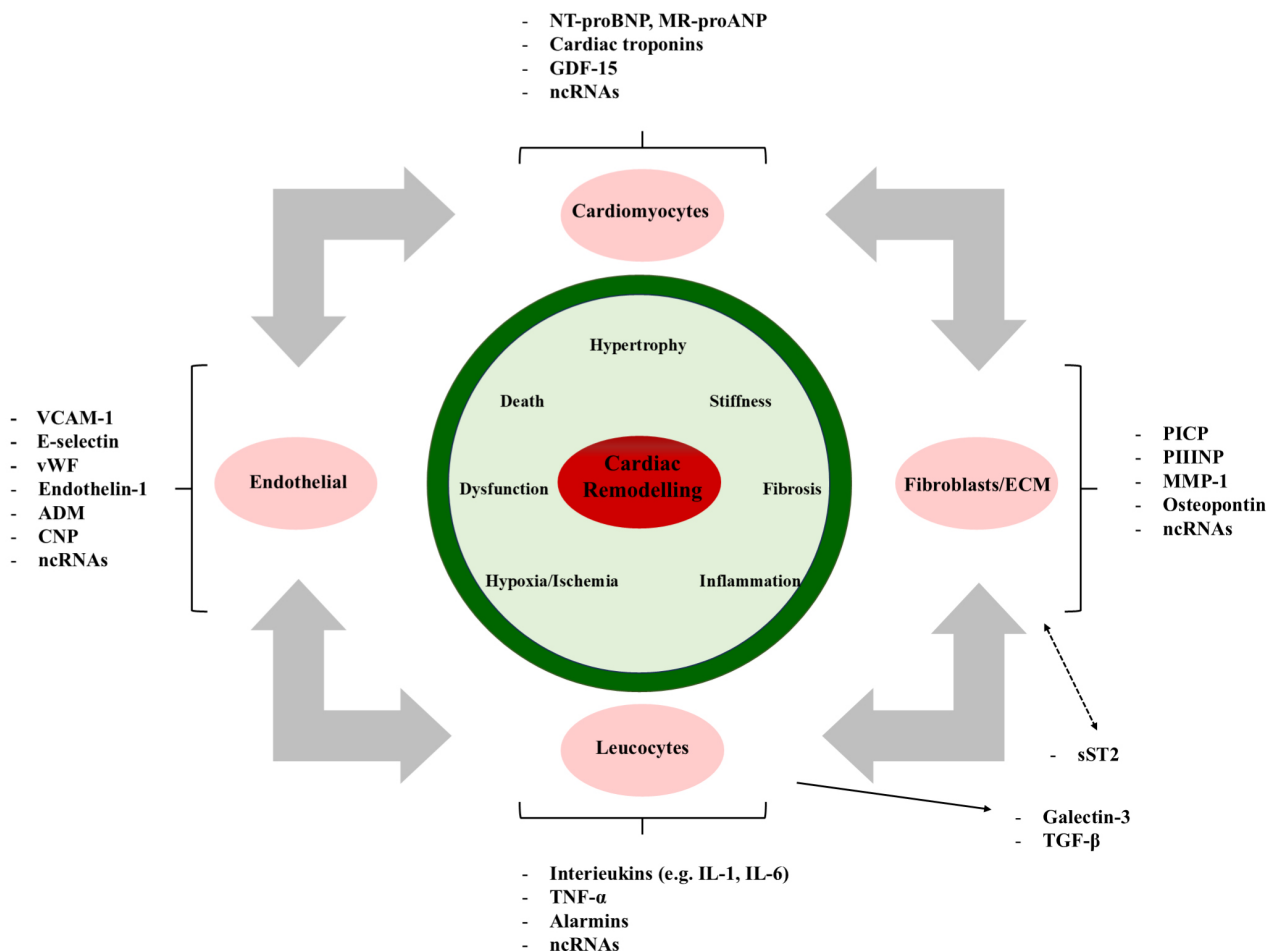 - NT-proBNP, MR-proANP
- Cardiac troponins
- GDF-15
- ncRNAs
Cardiomyocytes
Hypertrophy
Death
Stiffness
- VCAM-1
- E-selectin
- vWF
- Endothelin-1
- ADM
- CNP
- ncRNAs
Endothelial
Dysfunction
Cardiac
Remodelling
Fibrosis
Fibroblasts/ECM
- PICP
- PIIINP
- MMP-1
- Osteopontin
- ncRNAs
Hypoxia/Ischemia
Inflammation
Leucocytes
- sST2
- Galectin-3
- TGF-β
- Interieukins (e.g. IL-1, IL-6)
- TNF-α
- Alarmins
- ncRNAs